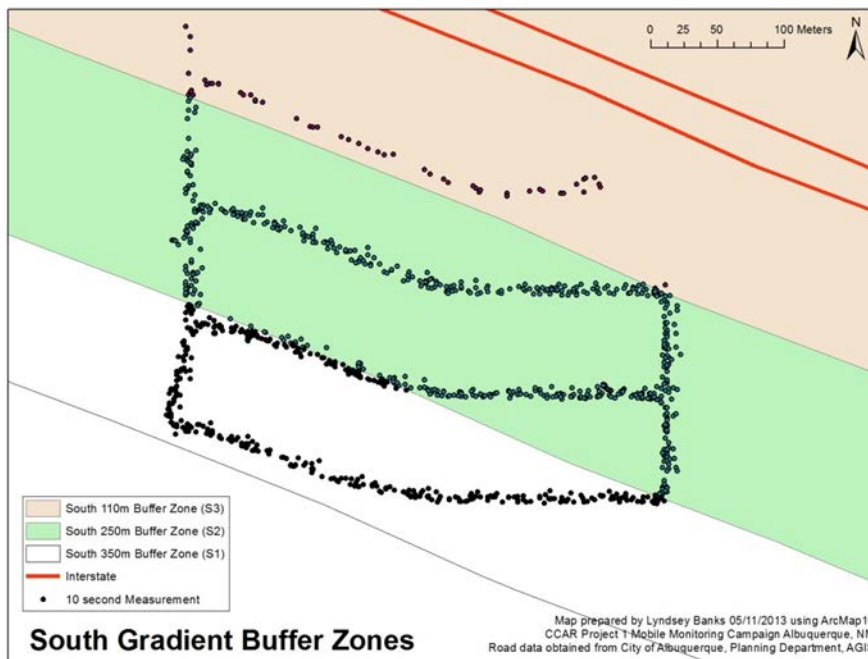 N
0 25 50 100 Meters
South 110m Buffer Zone (S3)
South 250m Buffer Zone (S2)
South 350m Buffer Zone (S1)
Interstate
10 second Measurement
South Gradient Buffer Zones
Map prepared by Lyndsey Banks 05/11/2013 using ArcMap1
CCAR Project 1 Mobile Monitoring Campaign Albuquerque, NM
Road data obtained from City of Albuquerque, Planning Department, AGI